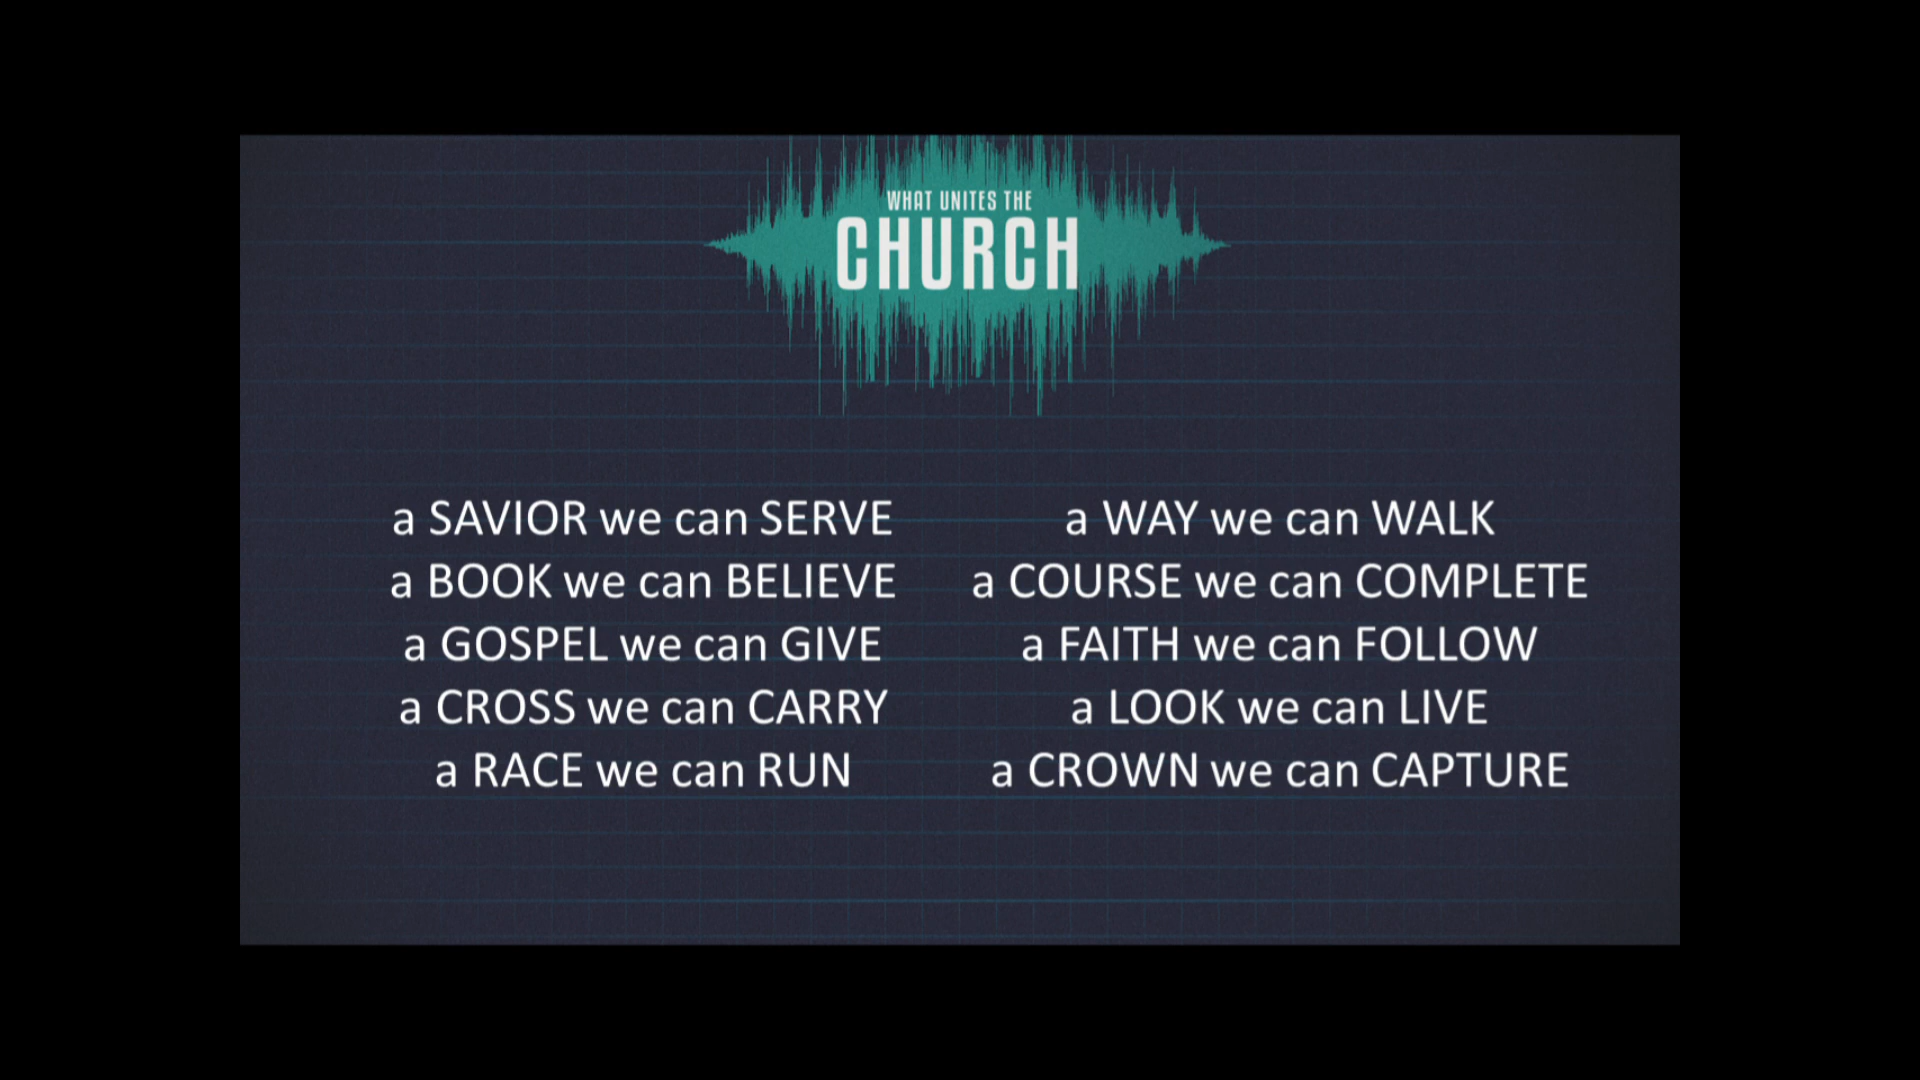 WHAT UNITES THE
CHURCH
a SAVIOR we can SERVE
a BOOK we can BELIEVE
a GOSPEL we can GIVE
a CROSS we can CARRY
a RACE we can RUN
a WAY we can WALK
a COURSE we can COMPLETE
a FAITH we can FOLLOW
a LOOK we can LIVE
a CROWN we can CAPTURE